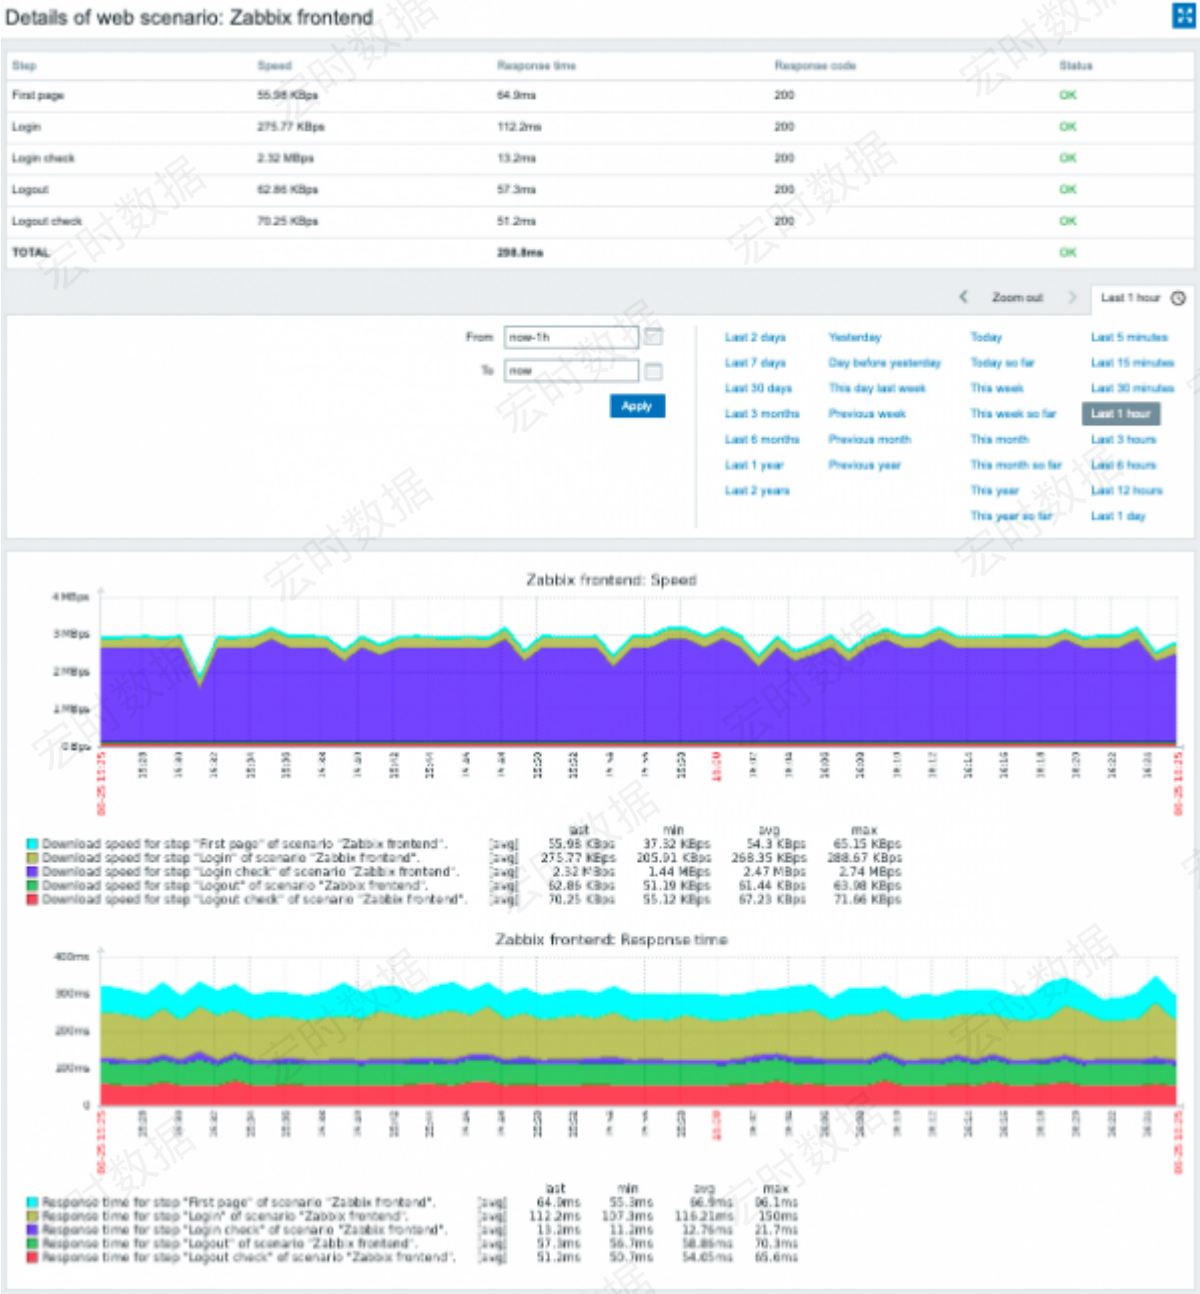 Details of web scenario: Zabbix frontend
Step Speed Response time Response code Status
First page 55.98 KBps 64.9ms 200 OK
Login 275.77 KBps 112.2ms 200 OK
Login check 2.32 MBps 13.2ms 200 OK
Logout 62.86 KBps 57.3ms 200 OK
Logout check 70.25 KBps 51.2ms 200 OK
TOTAL 298.8ms OK
Zoom out Last 1 hour
From now-1h
To now
Apply
Last 2 days Yesterday Today Last 5 minutes
Last 7 days Day before yesterday Today so far Last 15 minutes
Last 30 days This day last week This week Last 30 minutes
Last 3 months Previous week This week so far Last 1 hour
Last 6 months Previous month This month Last 3 hours
Last 1 year Previous year This month so far Last 6 hours
Last 2 years This year Last 12 hours
This year so far Last 1 day
Zabbix frontend: Speed
4 MBps
3 MBps
2 MBps
1 MBps
0 Bps
last min avg max
Download speed for step "First page" of scenario "Zabbix frontend". [avg] 55.98 KBps 37.32 KBps 54.3 KBps 65.15 KBps
Download speed for step "Login" of scenario "Zabbix frontend". [avg] 275.77 KBps 205.91 KBps 268.35 KBps 288.67 KBps
Download speed for step "Login check" of scenario "Zabbix frontend". [avg] 2.32 MBps 1.44 MBps 2.47 MBps 2.74 MBps
Download speed for step "Logout" of scenario "Zabbix frontend". [avg] 62.86 KBps 51.19 KBps 61.44 KBps 63.98 KBps
Download speed for step "Logout check" of scenario "Zabbix frontend". [avg] 70.25 KBps 55.12 KBps 67.23 KBps 71.66 KBps
Zabbix frontend: Response time
400ms
300ms
200ms
100ms
0
last min avg max
Response time for step "First page" of scenario "Zabbix frontend". [avg] 64.9ms 55.3ms 66.9ms 96.1ms
Response time for step "Login" of scenario "Zabbix frontend". [avg] 112.2ms 107.3ms 116.21ms 150ms
Response time for step "Login check" of scenario "Zabbix frontend". [avg] 13.2ms 11.2ms 12.76ms 21.7ms
Response time for step "Logout" of scenario "Zabbix frontend". [avg] 57.3ms 56.7ms 58.86ms 70.3ms
Response time for step "Logout check" of scenario "Zabbix frontend". [avg] 51.2ms 50.7ms 54.05ms 65.6ms
宏时数据